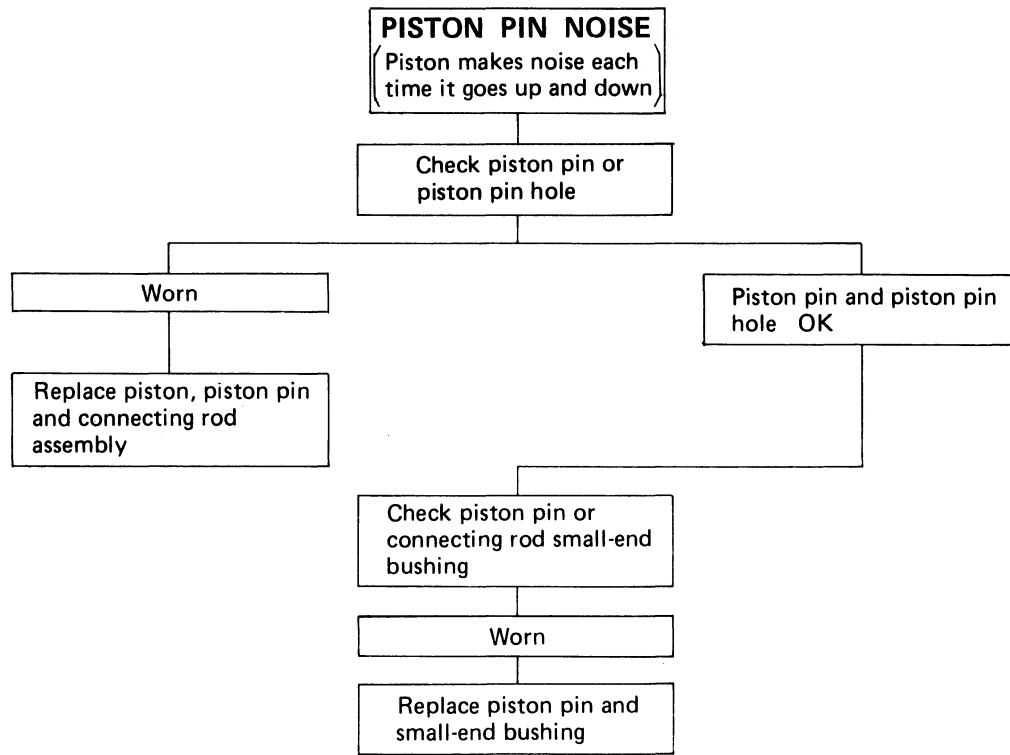 PISTON PIN NOISE
(Piston makes noise each
time it goes up and down)
Check piston pin or
piston pin hole
Worn
Piston pin and piston pin
hole OK
Replace piston, piston pin
and connecting rod
assembly
Check piston pin or
connecting rod small-end
bushing
Worn
Replace piston pin and
small-end bushing